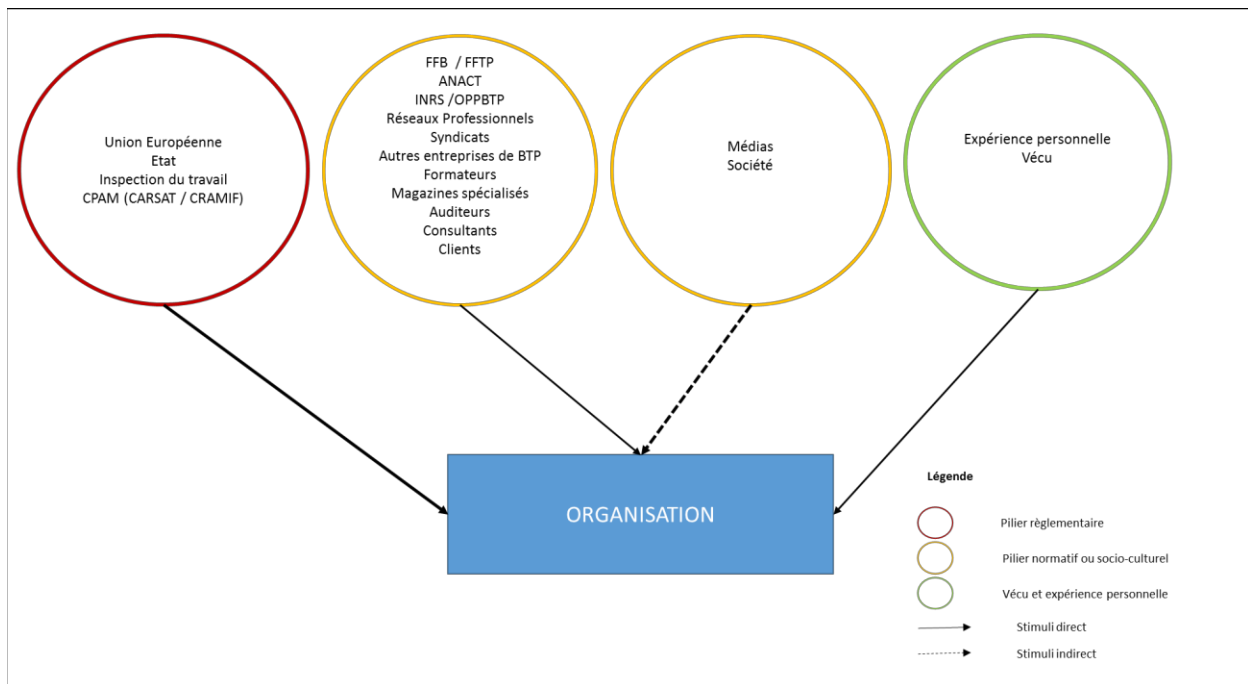 Union Européenne
Etat
Inspection du travail
CPAM (CARSAT / CRAMIF)
FFB / FFTP
ANACT
INRS /OPPBTP
Réseaux Professionnels
Syndicats
Autres entreprises de BTP
Formateurs
Magazines spécialisés
Auditeurs
Consultants
Clients
Médias
Société
Expérience personnelle
Vécu
ORGANISATION
Légende
Pilier règlementaire
Pilier normatif ou socio-culturel
Vécu et expérience personnelle
Stimuli direct
Stimuli indirect